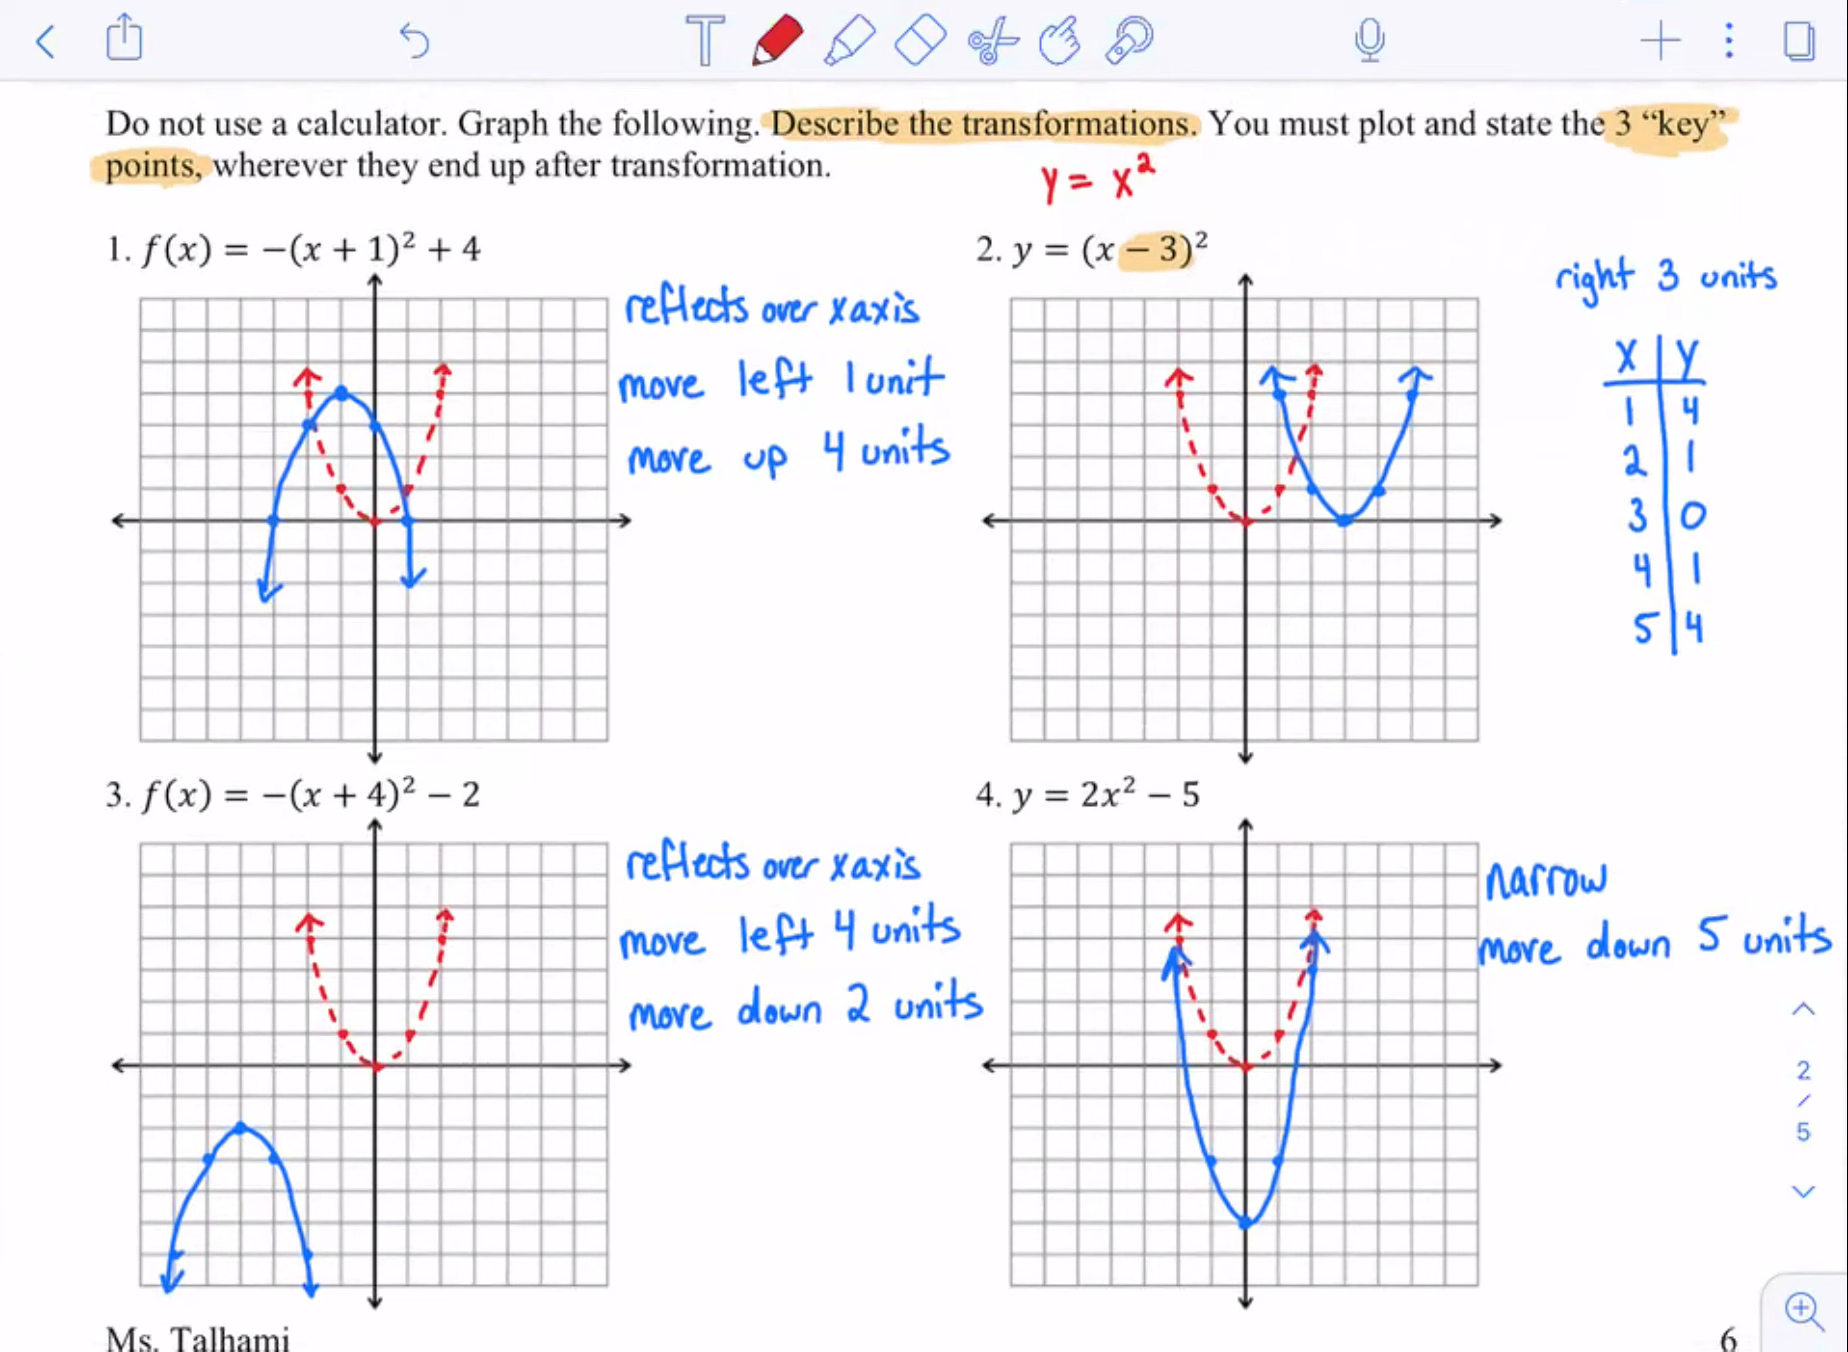 Do not use a calculator. Graph the following. Describe the transformations. You must plot and state the 3 “key”
points, wherever they end up after transformation.
y = x²
1. f(x) = −(x + 1)² + 4
reflects over x axis
move left 1 unit
move up 4 units
2. y = (x − 3)²
right 3 units
x | y
1 | 4
2 | 1
3 | 0
4 | 1
5 | 4
3. f(x) = −(x + 4)² − 2
reflects over x axis
move left 4 units
move down 2 units
4. y = 2x² − 5
narrow
move down 5 units
2
/
5
Ms. Talhami
6